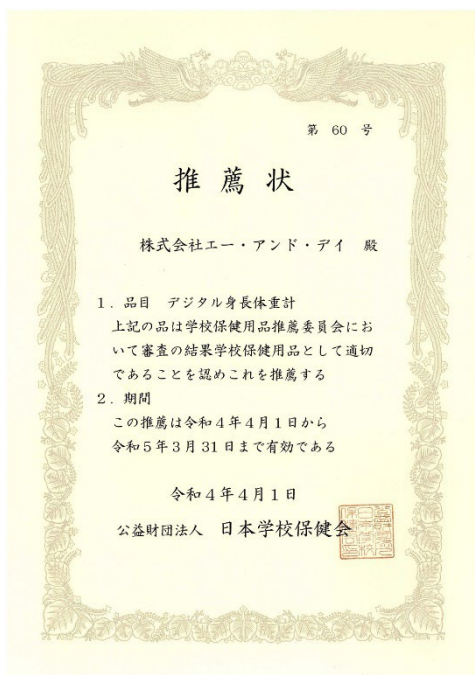 第 60 号
推薦状
株式会社エー・アンド・デイ 殿
1. 品目 デジタル身長体重計
上記の品は学校保健用品推薦委員会にお
いて審査の結果学校保健用品として適切
であることを認めこれを推薦する
2. 期間
この推薦は令和4年4月1日から
令和5年3月31日まで有効である
令和4年4月1日
公益財団法人 日本学校保健会